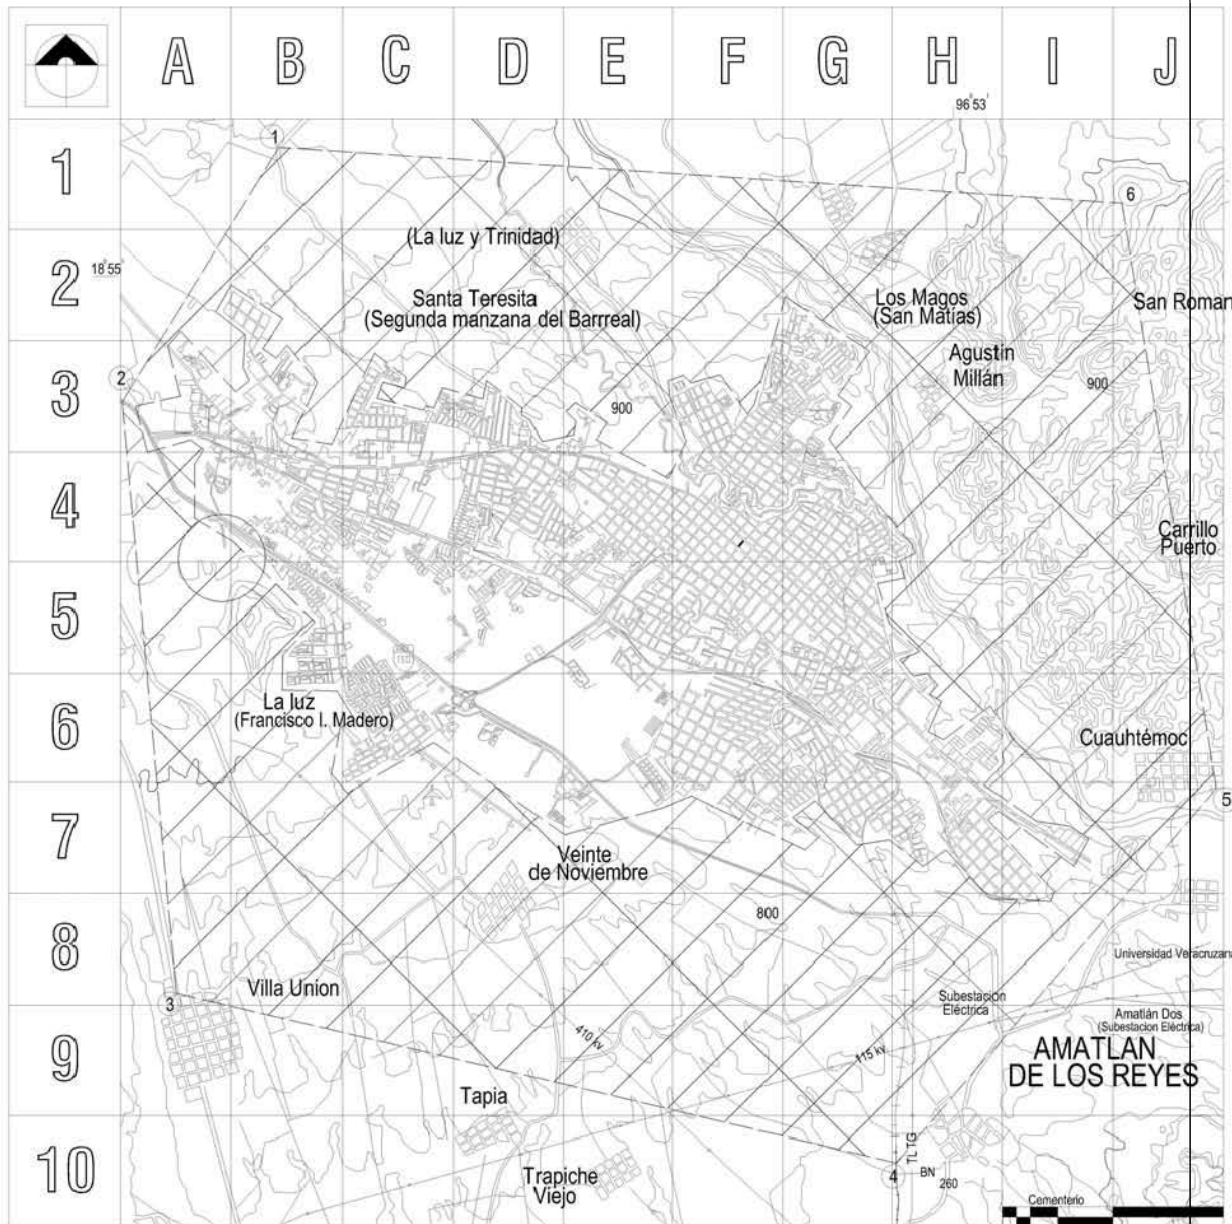 A B C D E F G H I J
96°53'
1
1
6
(La luz y Trinidad)
2
18°55'
Santa Teresita
(Segunda manzana del Barrreal)
Los Magos
(San Matías)
San Roman
Agustin
Millán
3
2
900
900
4
Carrillo
Puerto
5
La luz
(Francisco I. Madero)
6
Cuauhtémoc
5
7
Veinte
de Noviembre
800
8
Universidad Veracruzana
Villa Union
3
Subestación
Eléctrica
Amatlán Dos
(Subestacion Eléctrica)
410 kv
115 kv
9
AMATLAN
DE LOS REYES
Tapia
10
Trapiche
Viejo
TL TG
4
BN
260
Cementerio